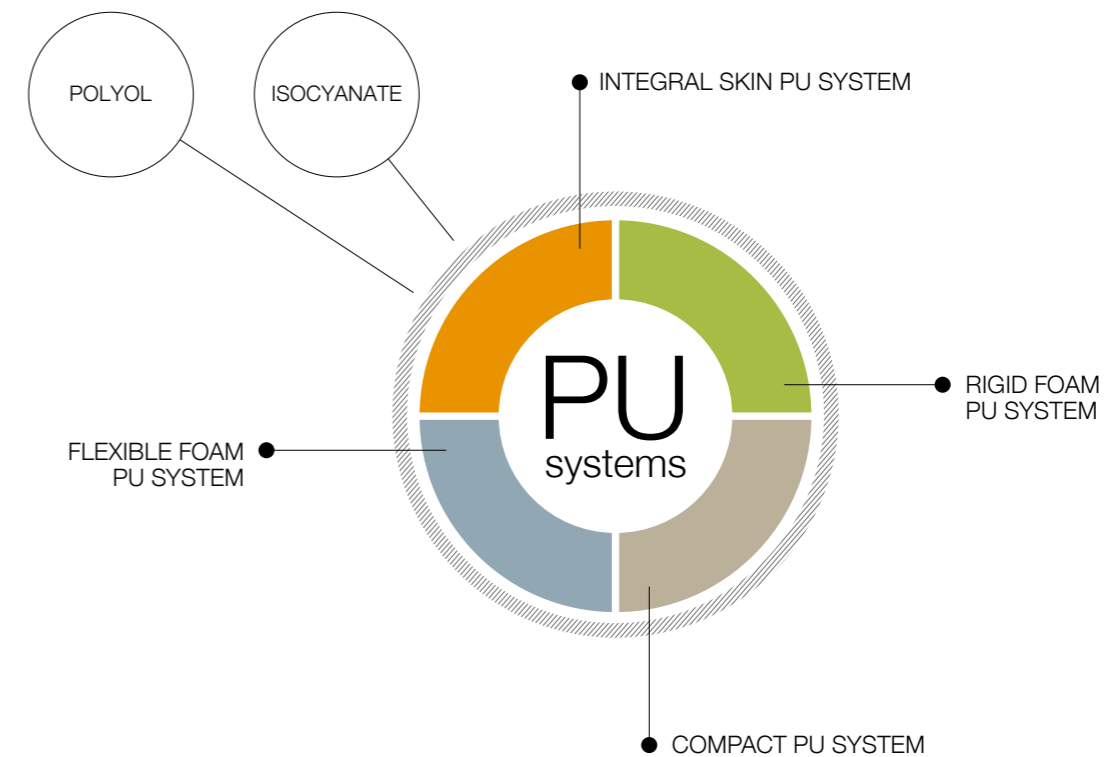 POLYOL
ISOCYANATE
INTEGRAL SKIN PU SYSTEM
RIGID FOAM
PU SYSTEM
PU
systems
FLEXIBLE FOAM
PU SYSTEM
COMPACT PU SYSTEM